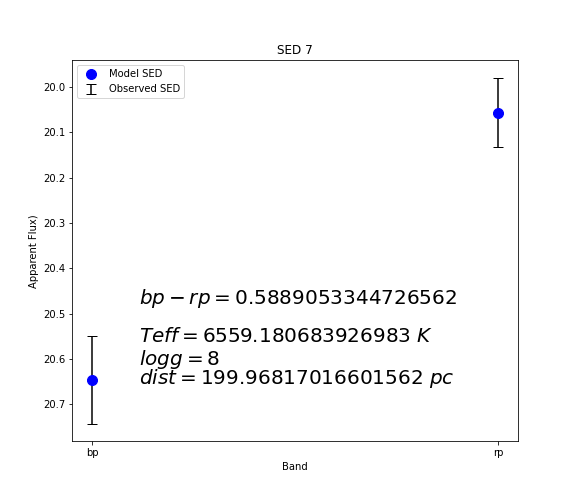 SED 7
Model SED
Observed SED
20.0
20.1
20.2
20.3
20.4
20.5
20.6
20.7
Apparent Flux)
bp − rp = 0.5889053344726562
Teff = 6559.180683926983 K
logg = 8
dist = 199.96817016601562 pc
bp
rp
Band